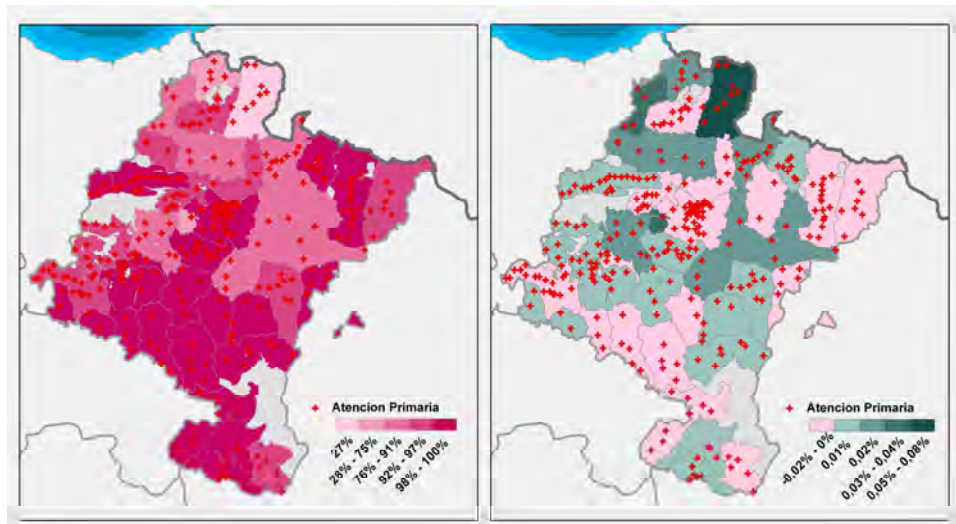 Atencion Primaria
27%
28% - 75%
76% - 91%
92% - 97%
98% - 100%
Atencion Primaria
-0.02% - 0%
0,01%
0,02%
0,03% - 0,04%
0,05% - 0,08%